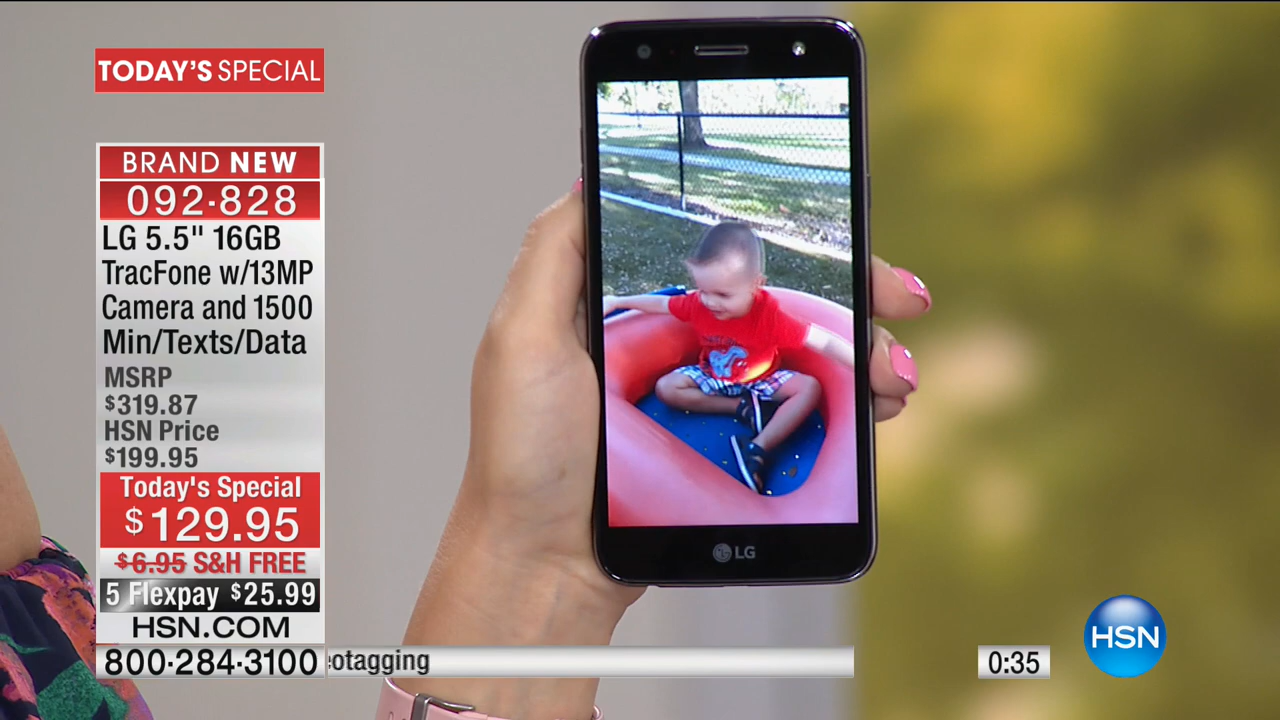 TODAY'S SPECIAL
BRAND NEW
092-828
LG 5.5" 16GB
TracFone w/13MP
Camera and 1500
Min/Texts/Data
MSRP
$319.87
HSN Price
$199.95
Today's Special
$129.95
$6.95 S&H FREE
5 Flexpay $25.99
HSN.COM
800-284-3100
eotagging
0:35
HSN
LG